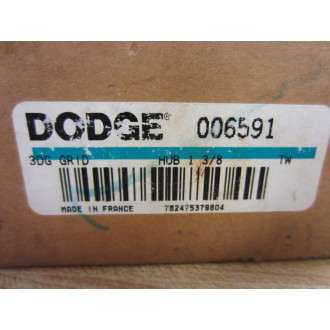 DODGE® 006591
3DG GRID HUB 1 3/8 TW
MADE IN FRANCE 782475378804